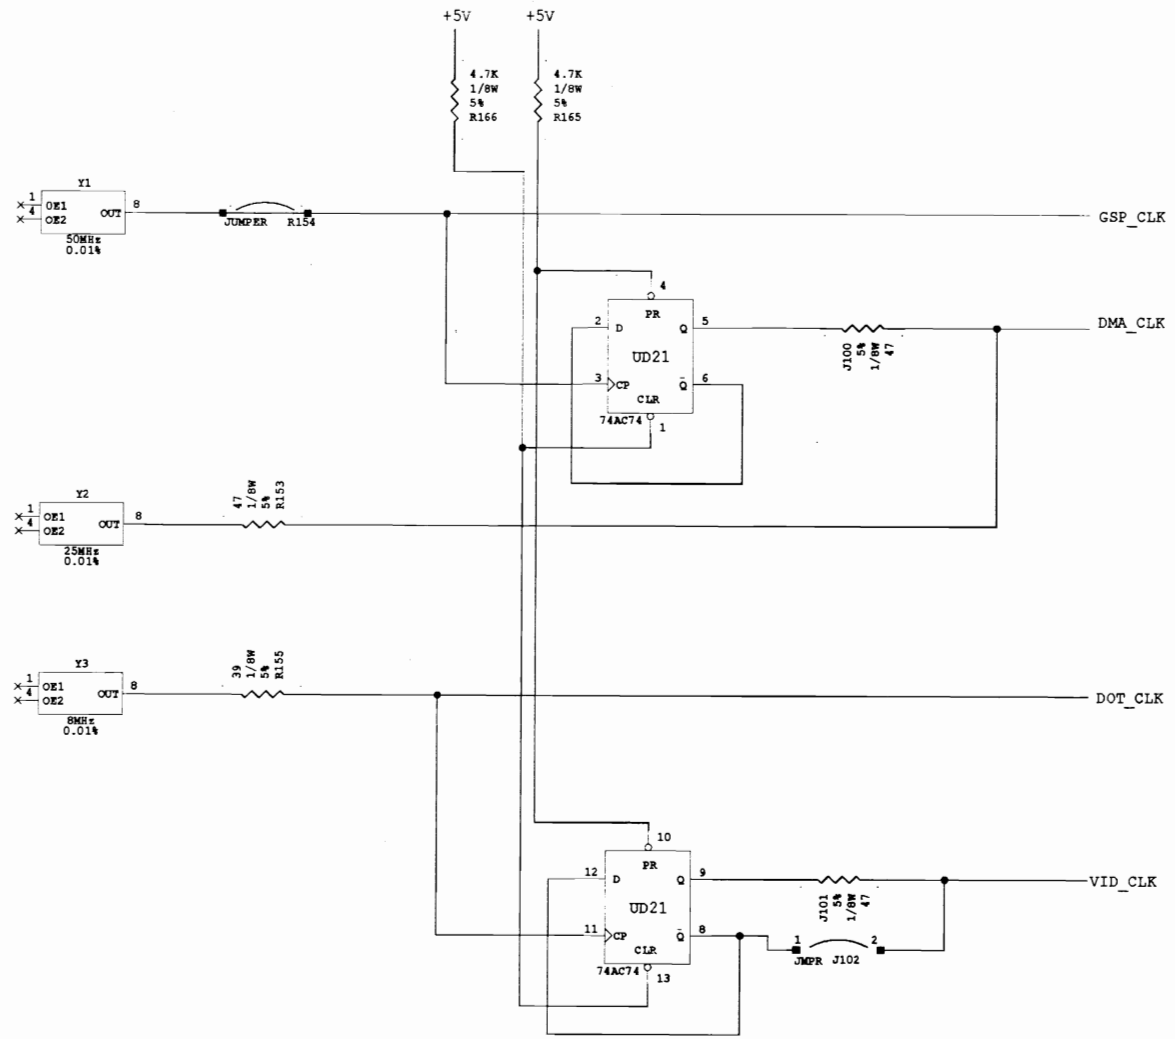 +5V
+5V
4.7K
1/8W
5%
R166
4.7K
1/8W
5%
R165
Y1
1
4
OE1
OE2
OUT
8
50MHz
0.01%
JUMPER
R154
GSP_CLK
4
PR
2
D
Q
5
UD21
3
CP
Q
6
CLR
74AC74
1
J100
5%
1/8W
47
DMA_CLK
Y2
1
4
OE1
OE2
OUT
8
25MHz
0.01%
47
1/8W
5%
R153
Y3
1
4
OE1
OE2
OUT
8
8MHz
0.01%
39
1/8W
5%
R155
DOT_CLK
10
PR
12
D
Q
9
UD21
11
CP
Q
8
CLR
74AC74
13
J101
5%
1/8W
47
VID_CLK
1
2
JMPR
J102